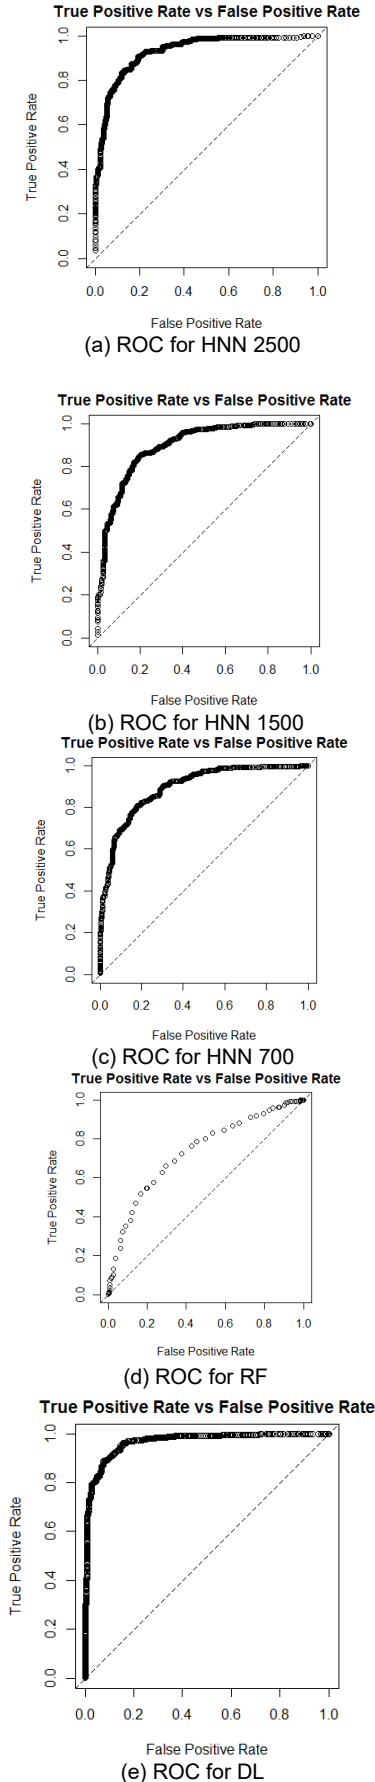 True Positive Rate vs False Positive Rate
True Positive Rate
0.0 0.2 0.4 0.6 0.8 1.0
0.0 0.2 0.4 0.6 0.8 1.0
False Positive Rate
(a) ROC for HNN 2500
True Positive Rate vs False Positive Rate
True Positive Rate
0.0 0.2 0.4 0.6 0.8 1.0
0.0 0.2 0.4 0.6 0.8 1.0
False Positive Rate
(b) ROC for HNN 1500
True Positive Rate vs False Positive Rate
True Positive Rate
0.0 0.2 0.4 0.6 0.8 1.0
0.0 0.2 0.4 0.6 0.8 1.0
False Positive Rate
(c) ROC for HNN 700
True Positive Rate vs False Positive Rate
True Positive Rate
0.0 0.2 0.4 0.6 0.8 1.0
0.0 0.2 0.4 0.6 0.8 1.0
False Positive Rate
(d) ROC for RF
True Positive Rate vs False Positive Rate
True Positive Rate
0.0 0.2 0.4 0.6 0.8 1.0
0.0 0.2 0.4 0.6 0.8 1.0
False Positive Rate
(e) ROC for DL